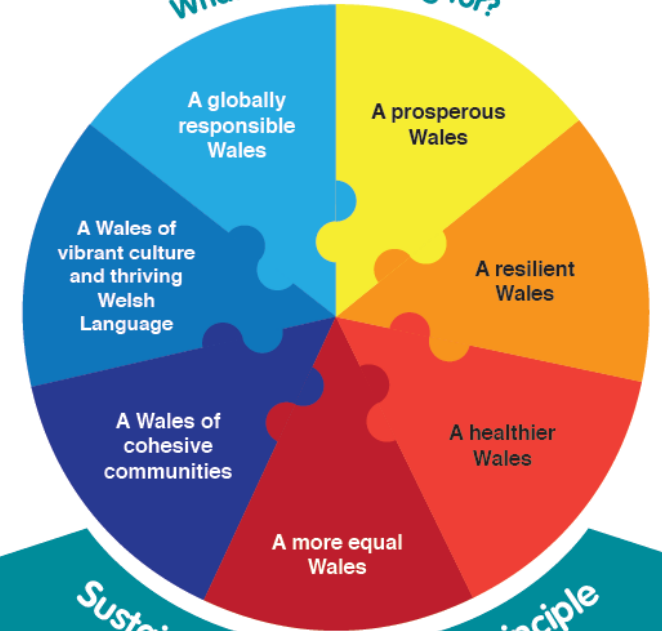 A globally
responsible
Wales
A prosperous
Wales
A resilient
Wales
A healthier
Wales
A more equal
Wales
A Wales of
cohesive
communities
A Wales of
vibrant culture
and thriving
Welsh
Language
for?